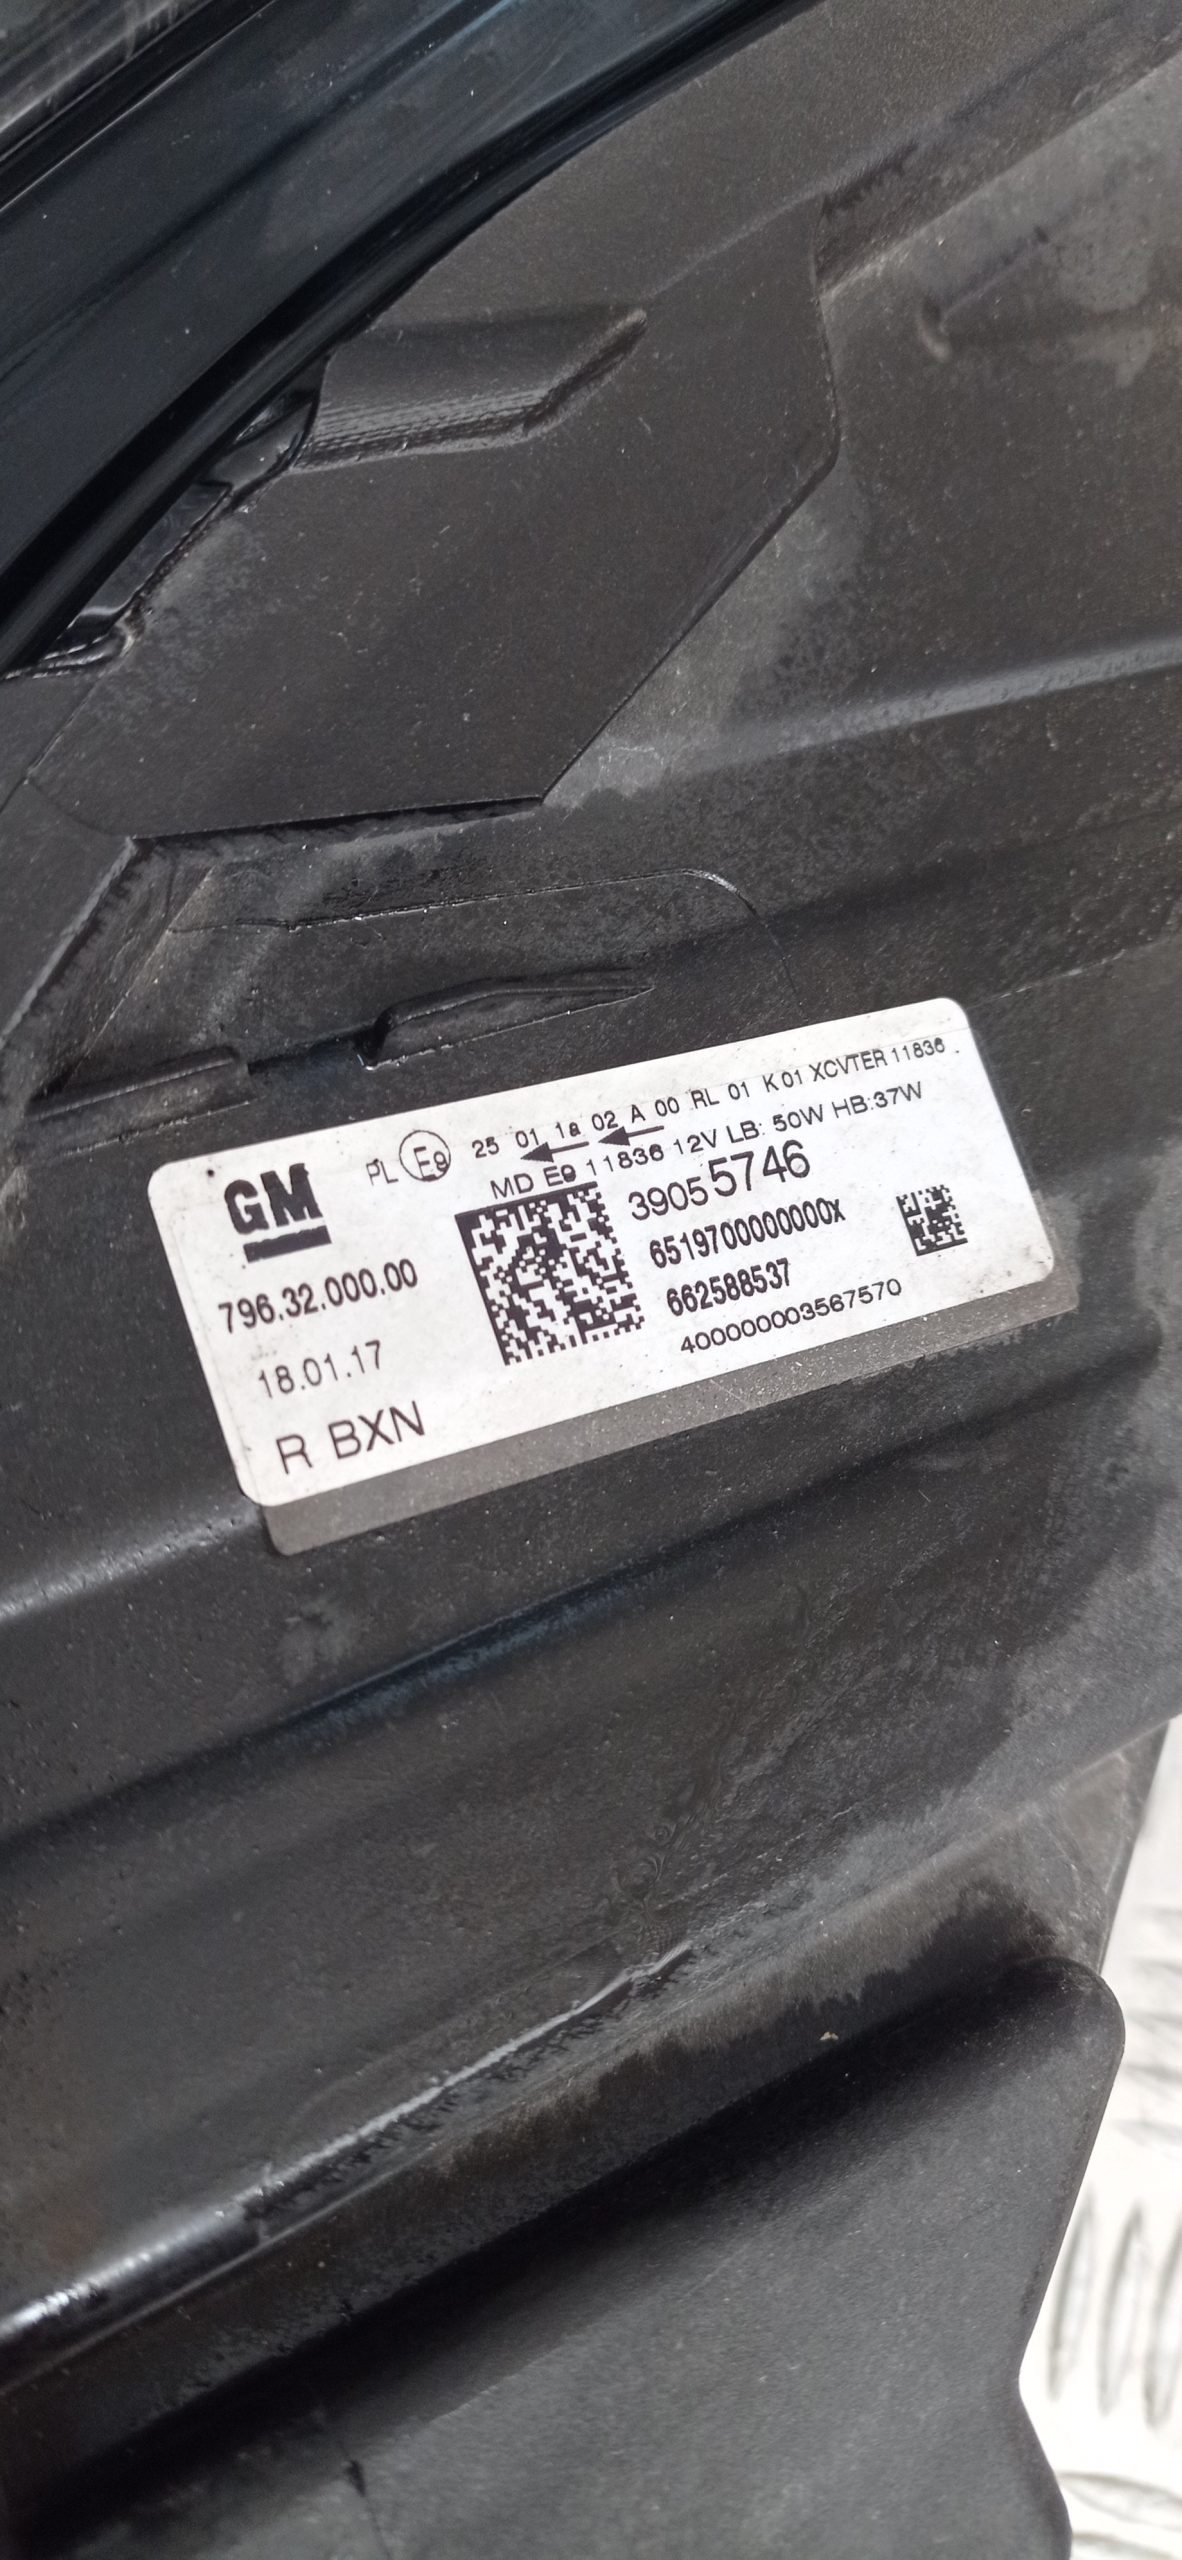 PL E9 25 01 1a 02 A 00 RL 01 K 01 XCVTER 11836
MD E9 11836 12V LB: 50W HB:37W
GM
39055746
796.32.000.00
6519700000000X
662588537
18.01.17
400000003567570
R BXN